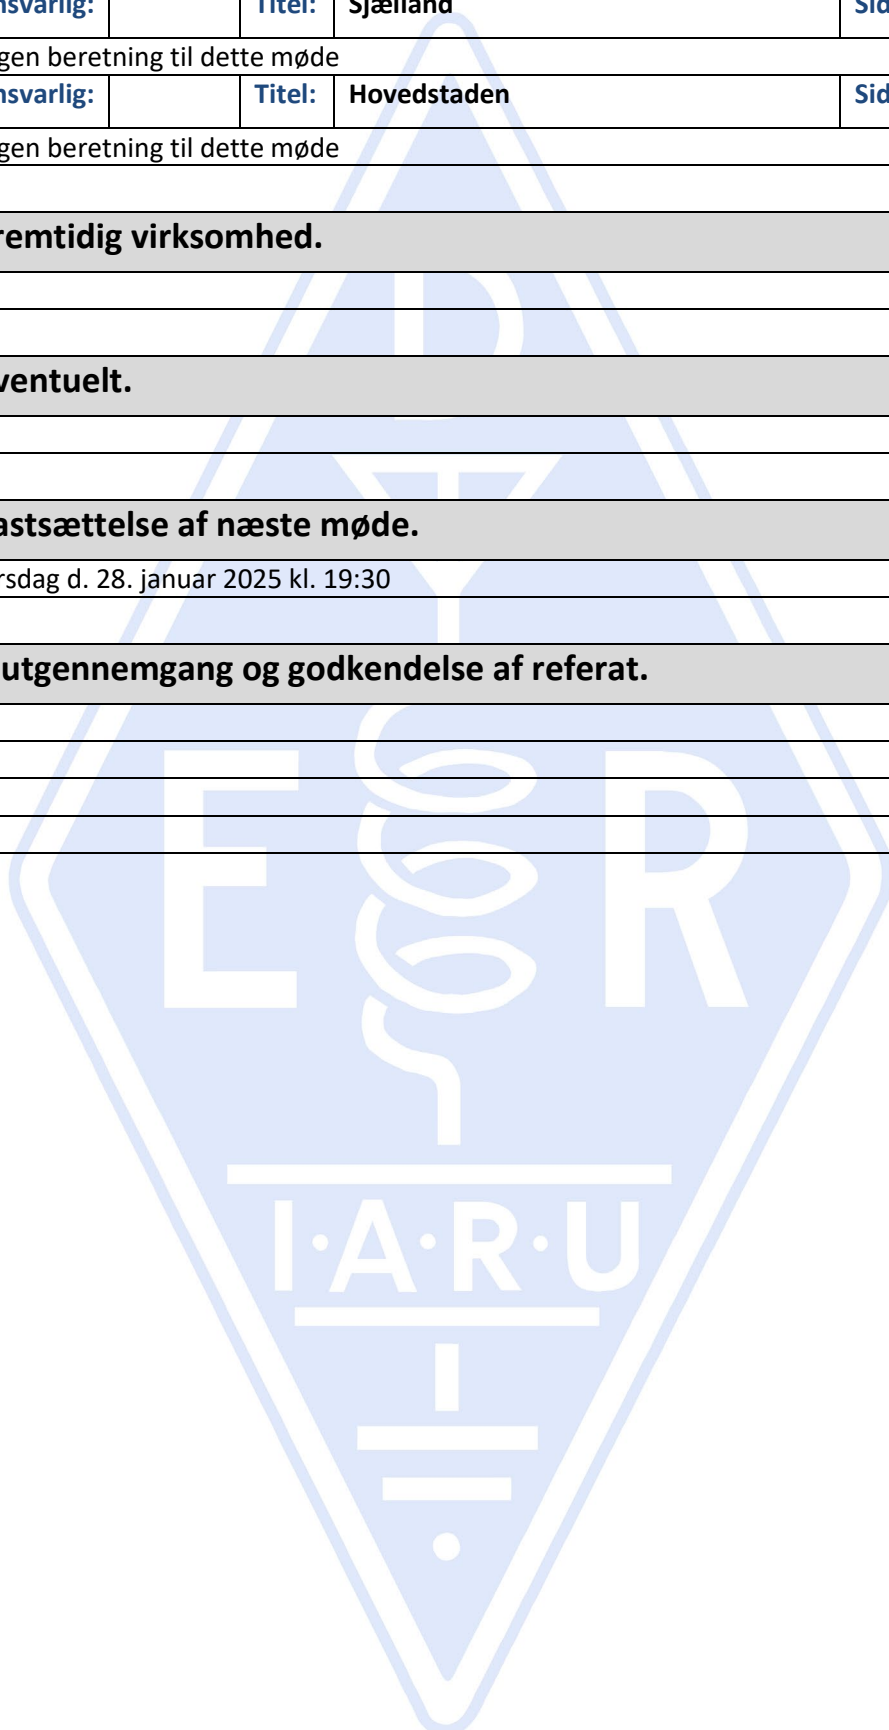 nsvarlig: Titel: Sjælland Sid
gen beretning til dette møde
nsvarlig: Titel: Hovedstaden Sid
gen beretning til dette møde
remtidig virksomhed.
ventuelt.
astsættelse af næste møde.
rsdag d. 28. januar 2025 kl. 19:30
utgennemgang og godkendelse af referat.
D
E R
I·A·R·U